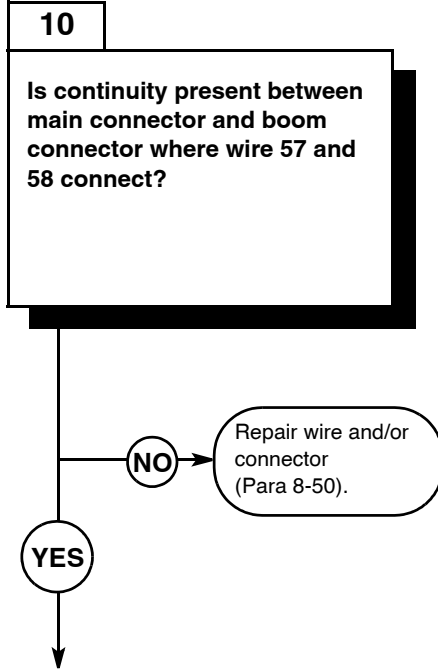 10
Is continuity present between
main connector and boom
connector where wire 57 and
58 connect?
NO
Repair wire and/or
connector
(Para 8-50).
YES